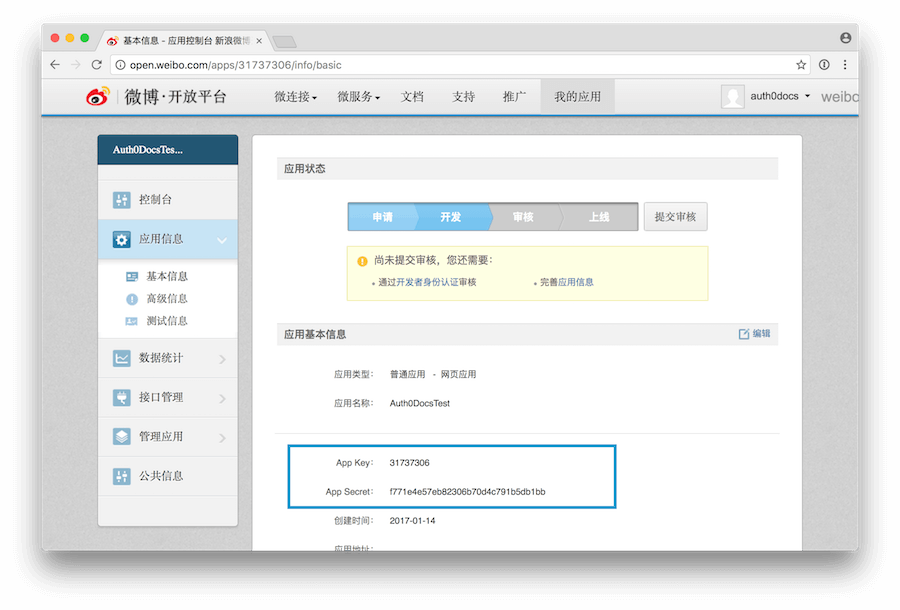 基本信息 - 应用控制台 新浪微博
open.weibo.com/apps/31737306/info/basic
微博·开放平台 微连接 微服务 文档 支持 推广 我的应用 auth0docs weibo
Auth0DocsTes...
控制台
应用信息
基本信息
高级信息
测试信息
数据统计
接口管理
管理应用
公共信息
应用状态
申请 开发 审核 上线 提交审核
尚未提交审核，您还需要：
• 通过开发者身份认证审核 • 完善应用信息
应用基本信息 编辑
应用类型： 普通应用 - 网页应用
应用名称： Auth0DocsTest
App Key： 31737306
App Secret： f771e4e57eb82306b70d4c791b5db1bb
创建时间： 2017-01-14
应用地址：